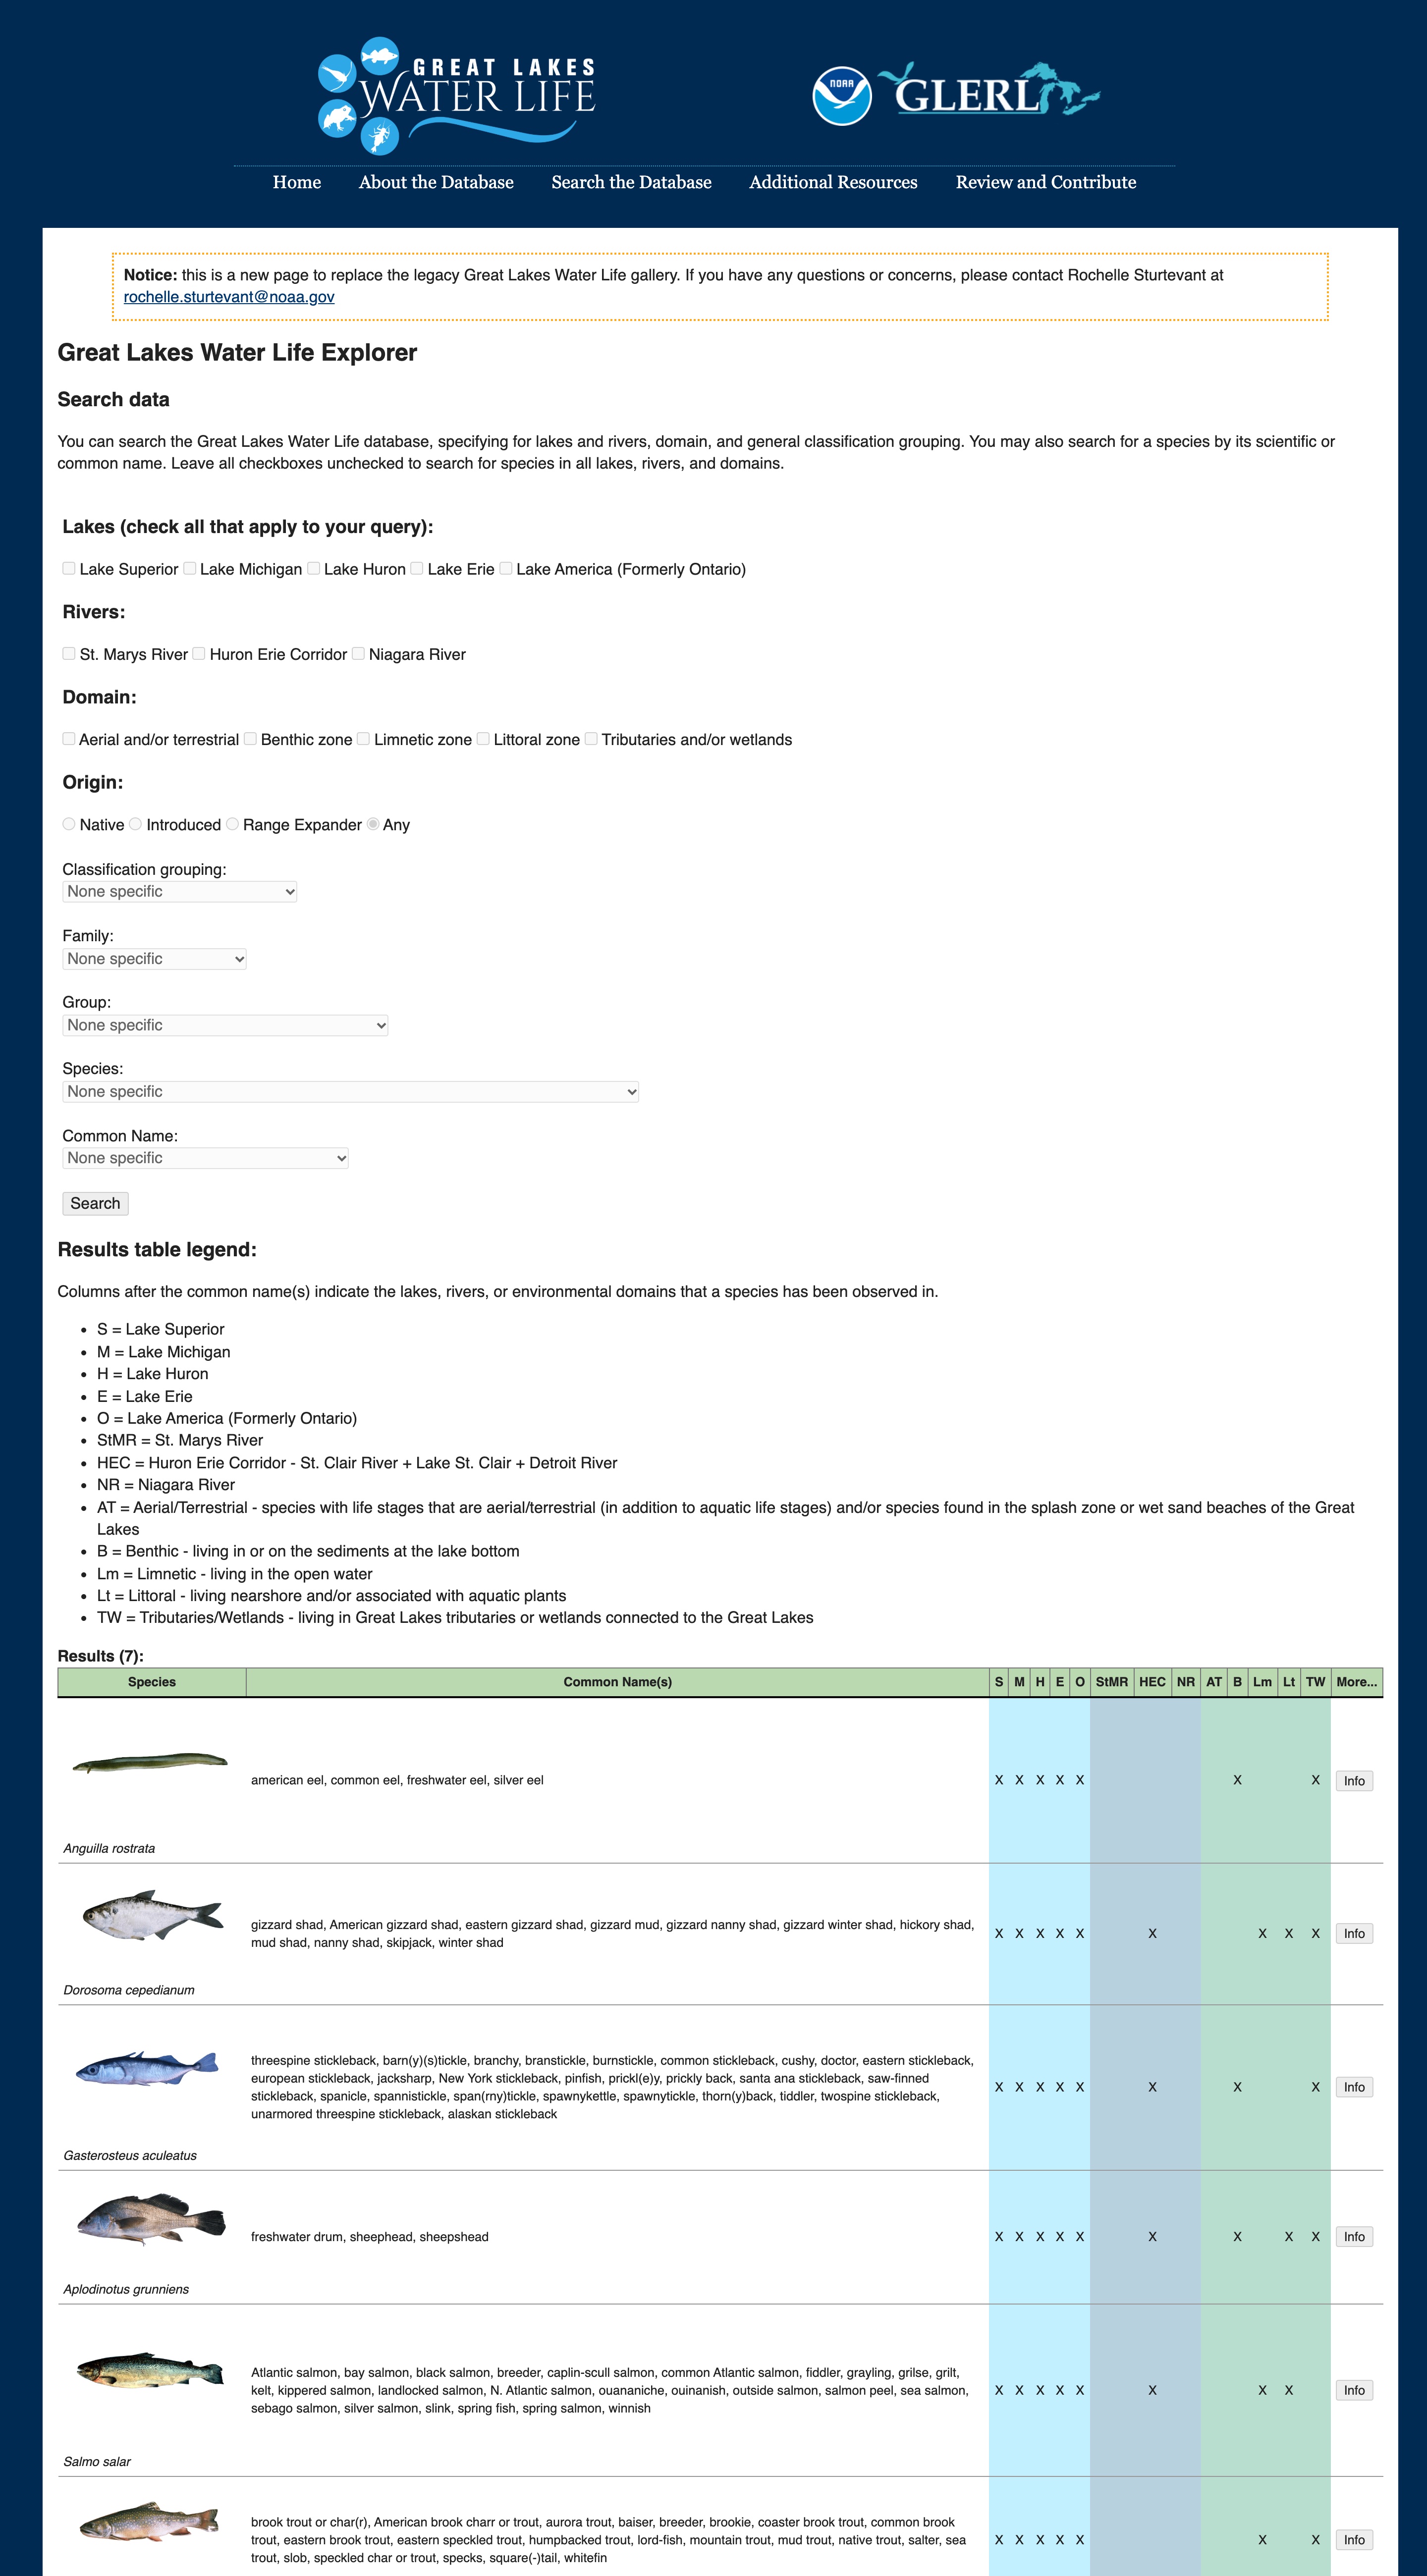 GREAT LAKES
WATER LIFE
NOAA
GLERL
Home About the Database Search the Database Additional Resources Review and Contribute
Notice: this is a new page to replace the legacy Great Lakes Water Life gallery. If you have any questions or concerns, please contact Rochelle Sturtevant at
rochelle.sturtevant@noaa.gov
Great Lakes Water Life Explorer
Search data
You can search the Great Lakes Water Life database, specifying for lakes and rivers, domain, and general classification grouping. You may also search for a species by its scientific or
common name. Leave all checkboxes unchecked to search for species in all lakes, rivers, and domains.
Lakes (check all that apply to your query):
Lake Superior Lake Michigan Lake Huron Lake Erie Lake America (Formerly Ontario)
Rivers:
St. Marys River Huron Erie Corridor Niagara River
Domain:
Aerial and/or terrestrial Benthic zone Limnetic zone Littoral zone Tributaries and/or wetlands
Origin:
Native Introduced Range Expander Any
Classification grouping:
None specific
Family:
None specific
Group:
None specific
Species:
None specific
Common Name:
None specific
Search
Results table legend:
Columns after the common name(s) indicate the lakes, rivers, or environmental domains that a species has been observed in.
• S = Lake Superior
• M = Lake Michigan
• H = Lake Huron
• E = Lake Erie
• O = Lake America (Formerly Ontario)
• StMR = St. Marys River
• HEC = Huron Erie Corridor - St. Clair River + Lake St. Clair + Detroit River
• NR = Niagara River
• AT = Aerial/Terrestrial - species with life stages that are aerial/terrestrial (in addition to aquatic life stages) and/or species found in the splash zone or wet sand beaches of the Great
Lakes
• B = Benthic - living in or on the sediments at the lake bottom
• Lm = Limnetic - living in the open water
• Lt = Littoral - living nearshore and/or associated with aquatic plants
• TW = Tributaries/Wetlands - living in Great Lakes tributaries or wetlands connected to the Great Lakes
Results (7):
Species Common Name(s) S M H E O StMR HEC NR AT B Lm Lt TW More...
american eel, common eel, freshwater eel, silver eel X X X X X X X Info
Anguilla rostrata
gizzard shad, American gizzard shad, eastern gizzard shad, gizzard mud, gizzard nanny shad, gizzard winter shad, hickory shad,
mud shad, nanny shad, skipjack, winter shad X X X X X X X X X Info
Dorosoma cepedianum
threespine stickleback, barn(y)(s)tickle, branchy, branstickle, burnstickle, common stickleback, cushy, doctor, eastern stickleback,
european stickleback, jacksharp, New York stickleback, pinfish, prickl(e)y, prickly back, santa ana stickleback, saw-finned
stickleback, spanicle, spannistickle, span(rny)tickle, spawnykettle, spawnytickle, thorn(y)back, tiddler, twospine stickleback,
unarmored threespine stickleback, alaskan stickleback X X X X X X X X Info
Gasterosteus aculeatus
freshwater drum, sheephead, sheepshead X X X X X X X X X Info
Aplodinotus grunniens
Atlantic salmon, bay salmon, black salmon, breeder, caplin-scull salmon, common Atlantic salmon, fiddler, grayling, grilse, grilt,
kelt, kippered salmon, landlocked salmon, N. Atlantic salmon, ouananiche, ouinanish, outside salmon, salmon peel, sea salmon,
sebago salmon, silver salmon, slink, spring fish, spring salmon, winnish X X X X X X X X Info
Salmo salar
brook trout or char(r), American brook charr or trout, aurora trout, baiser, breeder, brookie, coaster brook trout, common brook
trout, eastern brook trout, eastern speckled trout, humpbacked trout, lord-fish, mountain trout, mud trout, native trout, salter, sea
trout, slob, speckled char or trout, specks, square(-)tail, whitefin X X X X X X X Info